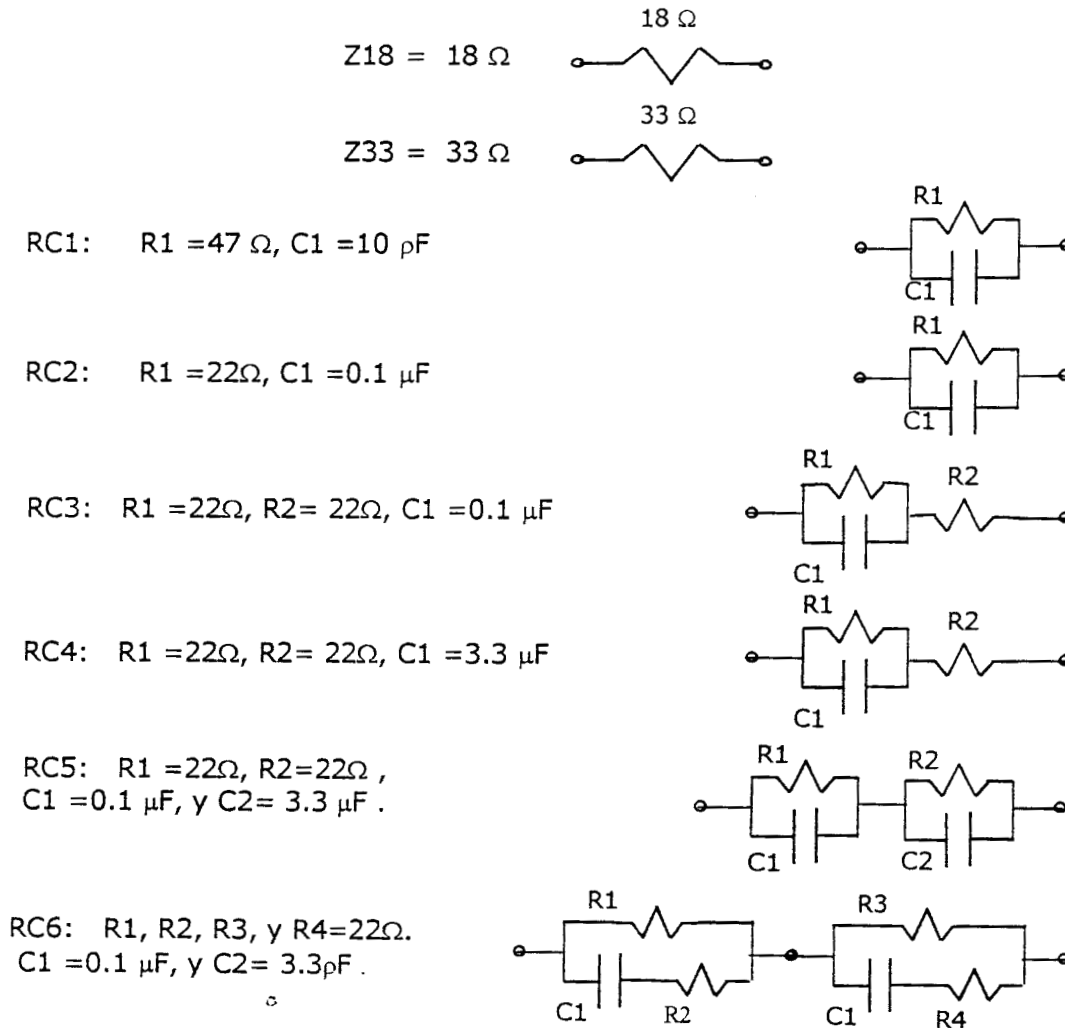 18 Ω
Z18 = 18 Ω
33 Ω
Z33 = 33 Ω
R1
RC1: R1 =47 Ω, C1 =10 ρF
C1
R1
RC2: R1 =22Ω, C1 =0.1 μF
C1
R1
R2
RC3: R1 =22Ω, R2= 22Ω, C1 =0.1 μF
C1
R1
R2
RC4: R1 =22Ω, R2= 22Ω, C1 =3.3 μF
C1
R1
R2
RC5: R1 =22Ω, R2=22Ω ,
C1 =0.1 μF, y C2= 3.3 μF .
C1
C2
R1
R3
RC6: R1, R2, R3, y R4=22Ω.
C1 =0.1 μF, y C2= 3.3ρF .
C1
R2
C1
R4